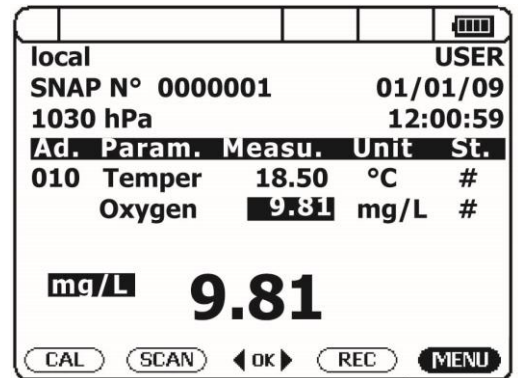 local USER
SNAP N° 0000001 01/01/09
1030 hPa 12:00:59
Ad. Param. Measu. Unit St.
010 Temper 18.50 °C #
Oxygen 9.81 mg/L #
mg/L 9.81
CAL SCAN OK REC MENU